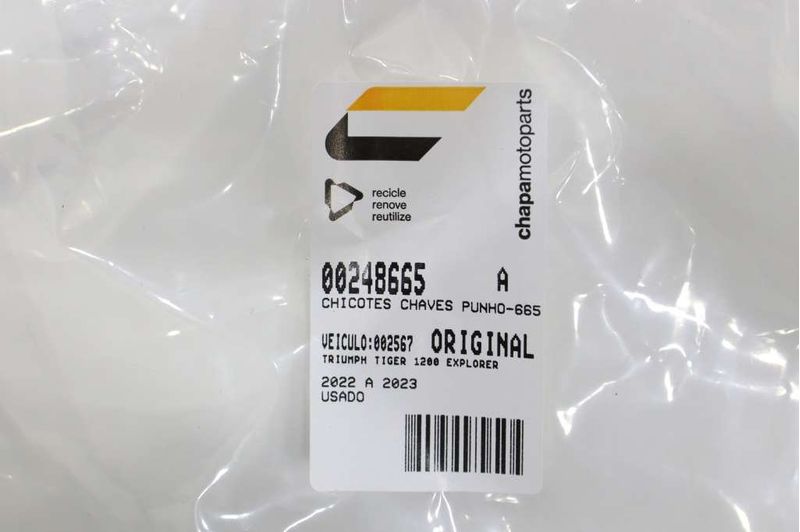 chapamotoparts
recicle
renove
reutilize
00248665 A
CHICOTES CHAVES PUNHO-665
VEICULO:002567 ORIGINAL
TRIUMPH TIGER 1200 EXPLORER
2022 A 2023
USADO